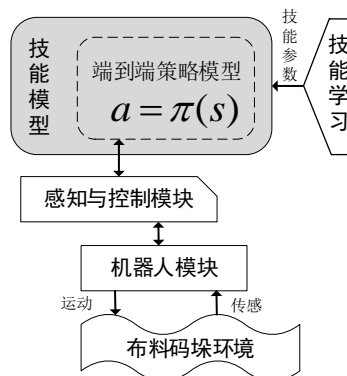 技能模型
端到端策略模型
a = π(s)
技能参数
技能学习
感知与控制模块
机器人模块
运动
传感
布料码垛环境